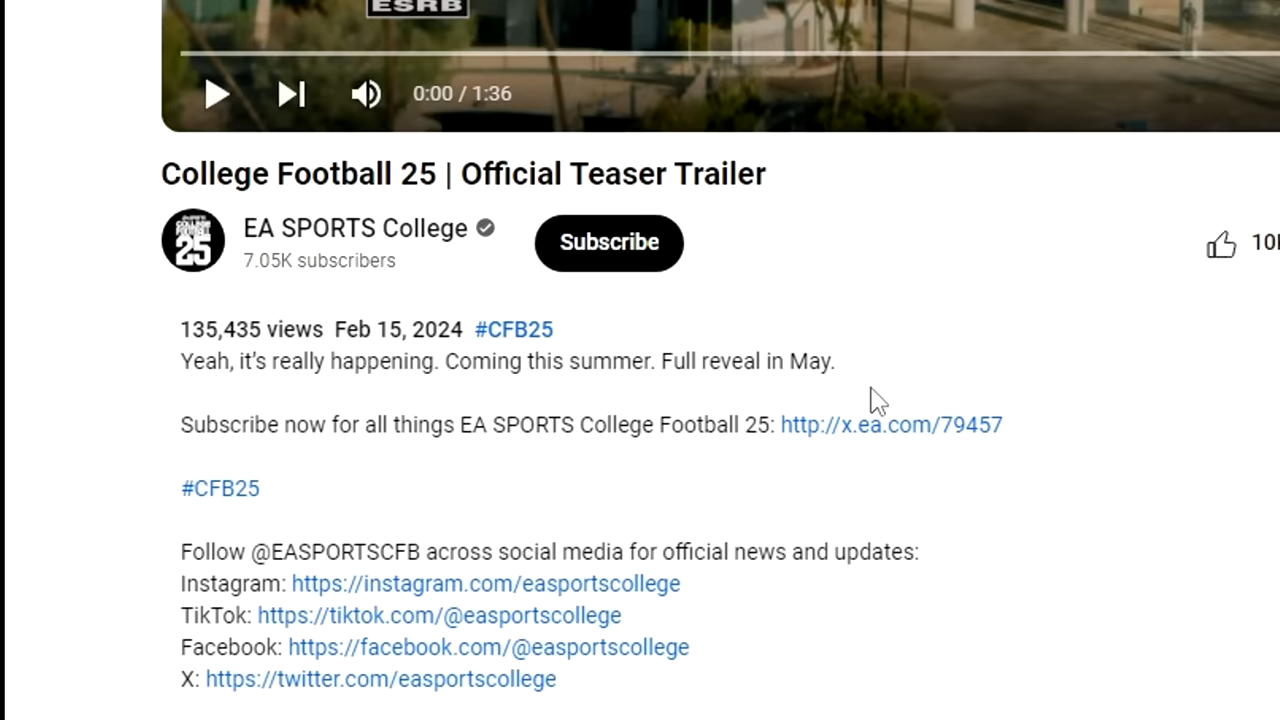 ESRB
0:00 / 1:36
College Football 25 | Official Teaser Trailer
COLLEGE
FOOTBALL
25
EA SPORTS College
Subscribe
7.05K subscribers
135,435 views Feb 15, 2024 #CFB25
Yeah, it’s really happening. Coming this summer. Full reveal in May.
Subscribe now for all things EA SPORTS College Football 25: http://x.ea.com/79457
#CFB25
Follow @EASPORTSCFB across social media for official news and updates:
Instagram: https://instagram.com/easportscollege
TikTok: https://tiktok.com/@easportscollege
Facebook: https://facebook.com/@easportscollege
X: https://twitter.com/easportscollege